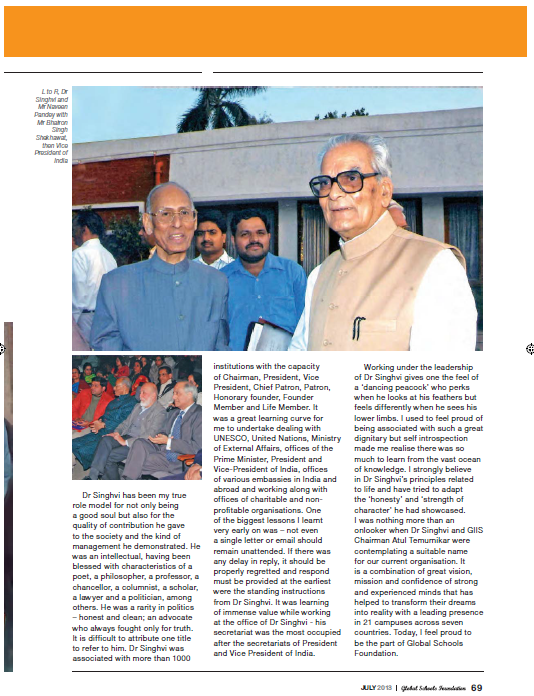 L to R, Dr
Singhvi and
Mr Naveen
Pandey with
Mr Bhairon
Singh
Shekhawat,
then Vice
President of
India
Dr Singhvi has been my true
role model for not only being
a good soul but also for the
quality of contribution he gave
to the society and the kind of
management he demonstrated. He
was an intellectual, having been
blessed with characteristics of a
poet, a philosopher, a professor, a
chancellor, a columnist, a scholar,
a lawyer and a politician, among
others. He was a rarity in politics
– honest and clean; an advocate
who always fought only for truth.
It is difficult to attribute one title
to refer to him. Dr Singhvi was
associated with more than 1000
institutions with the capacity
of Chairman, President, Vice
President, Chief Patron, Patron,
Honorary founder, Founder
Member and Life Member. It
was a great learning curve for
me to undertake dealing with
UNESCO, United Nations, Ministry
of External Affairs, offices of the
Prime Minister, President and
Vice-President of India, offices
of various embassies in India and
abroad and working along with
offices of charitable and non-
profitable organisations. One
of the biggest lessons I learnt
very early on was – not even
a single letter or email should
remain unattended. If there was
any delay in reply, it should be
properly regretted and respond
must be provided at the earliest
were the standing instructions
from Dr Singhvi. It was learning
of immense value while working
at the office of Dr Singhvi - his
secretariat was the most occupied
after the secretariats of President
and Vice President of India.
Working under the leadership
of Dr Singhvi gives one the feel of
a ‘dancing peacock’ who perks
when he looks at his feathers but
feels differently when he sees his
lower limbs. I used to feel proud of
being associated with such a great
dignitary but self introspection
made me realise there was so
much to learn from the vast ocean
of knowledge. I strongly believe
in Dr Singhvi’s principles related
to life and have tried to adapt
the ‘honesty’ and ‘strength of
character’ he had showcased.
I was nothing more than an
onlooker when Dr Singhvi and GIIS
Chairman Atul Temurnikar were
contemplating a suitable name
for our current organisation. It
is a combination of great vision,
mission and confidence of strong
and experienced minds that has
helped to transform their dreams
into reality with a leading presence
in 21 campuses across seven
countries. Today, I feel proud to
be the part of Global Schools
Foundation.
JULY 2013 | Global Schools Foundation 69